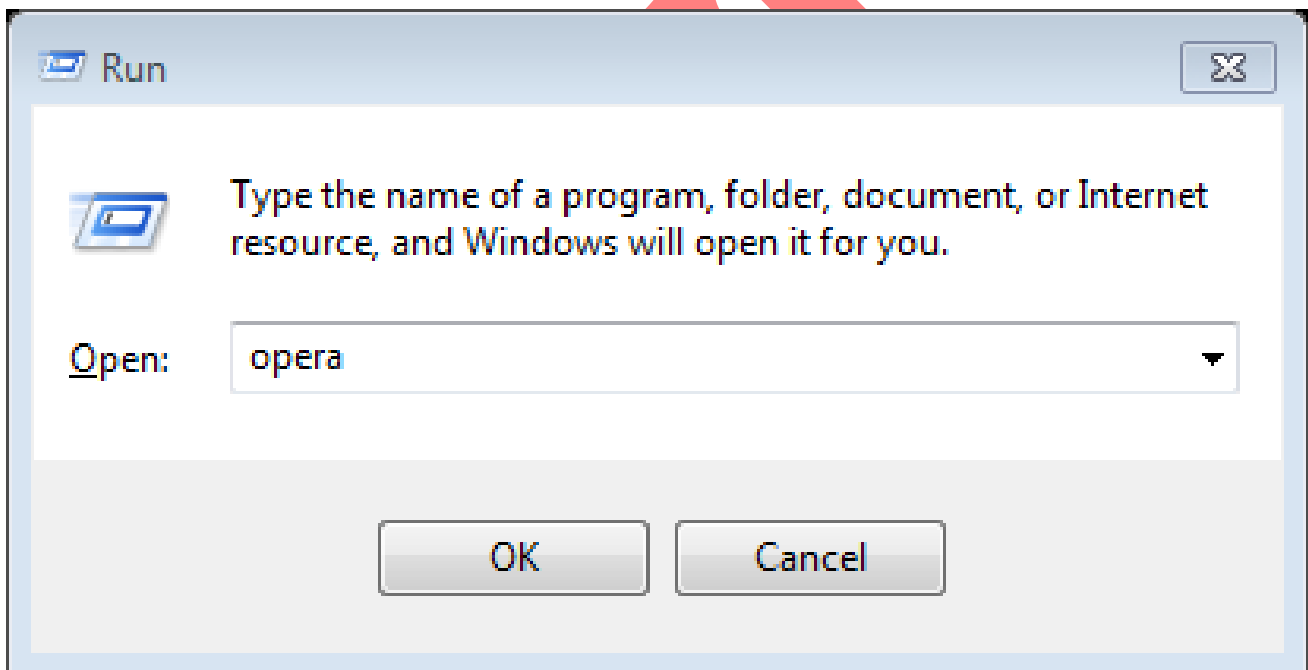 Run
Type the name of a program, folder, document, or Internet
resource, and Windows will open it for you.
Open: opera
OK Cancel